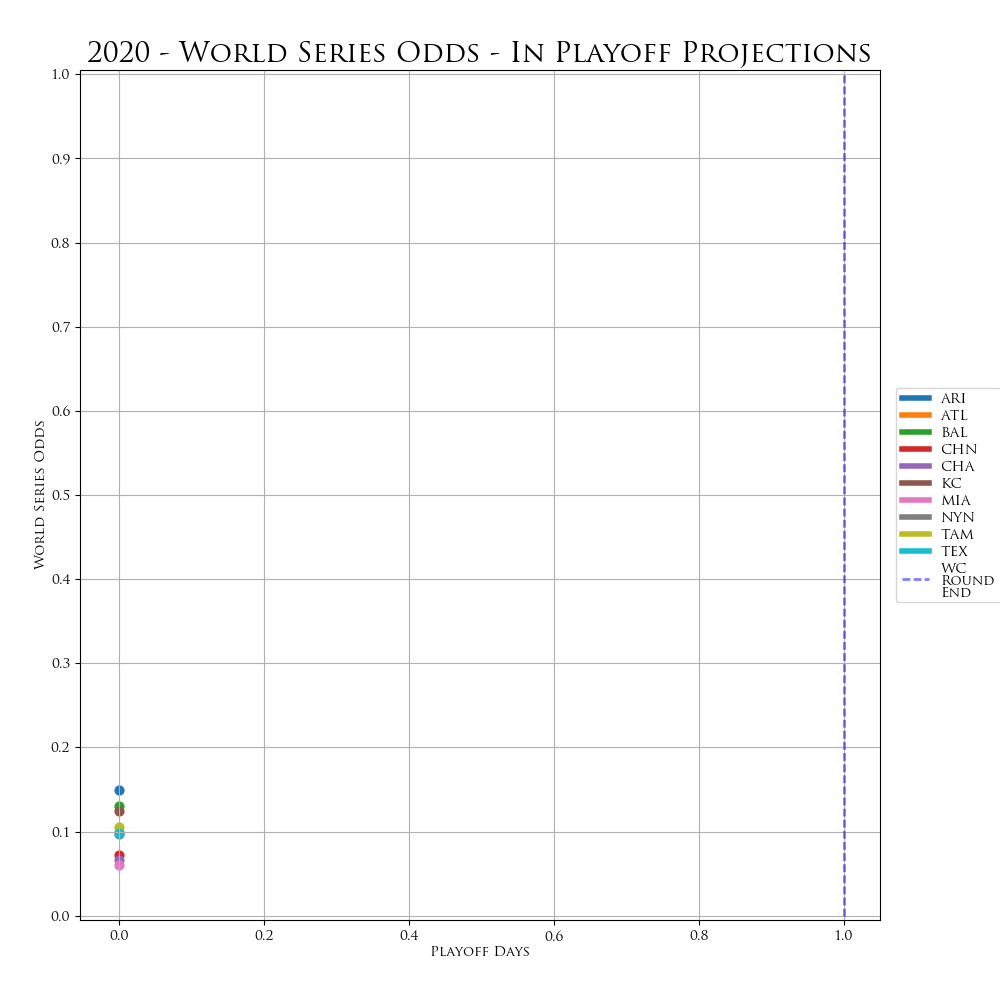 2020 - World Series Odds - In Playoff Projections
1.0
0.9
0.8
0.7
0.6
0.5
0.4
0.3
0.2
0.1
0.0
World Series Odds
0.0 0.2 0.4 0.6 0.8 1.0
Playoff Days
ARI
ATL
BAL
CHN
CHA
KC
MIA
NYN
TAM
TEX
WC
Round
End